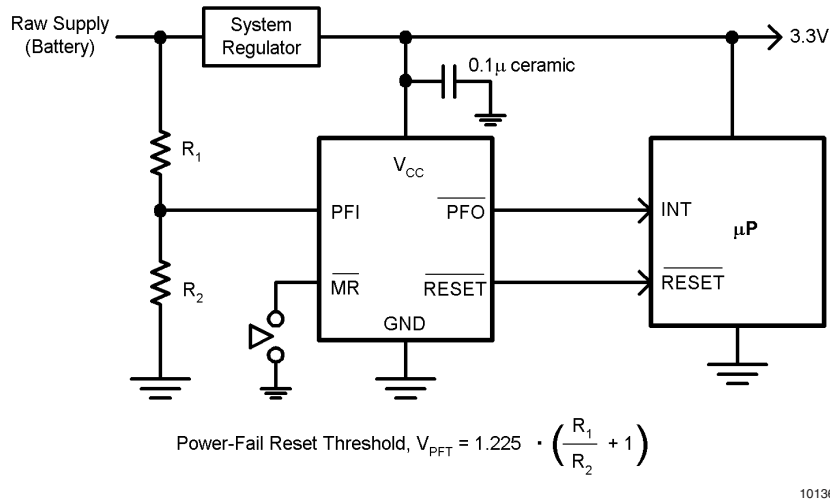 Raw Supply
(Battery)
System
Regulator
3.3V
0.1μ ceramic
R1
VCC
PFI
PFO
INT
μP
R2
MR
RESET
RESET
GND
Power-Fail Reset Threshold, VPFT = 1.225 · (R1/R2 + 1)